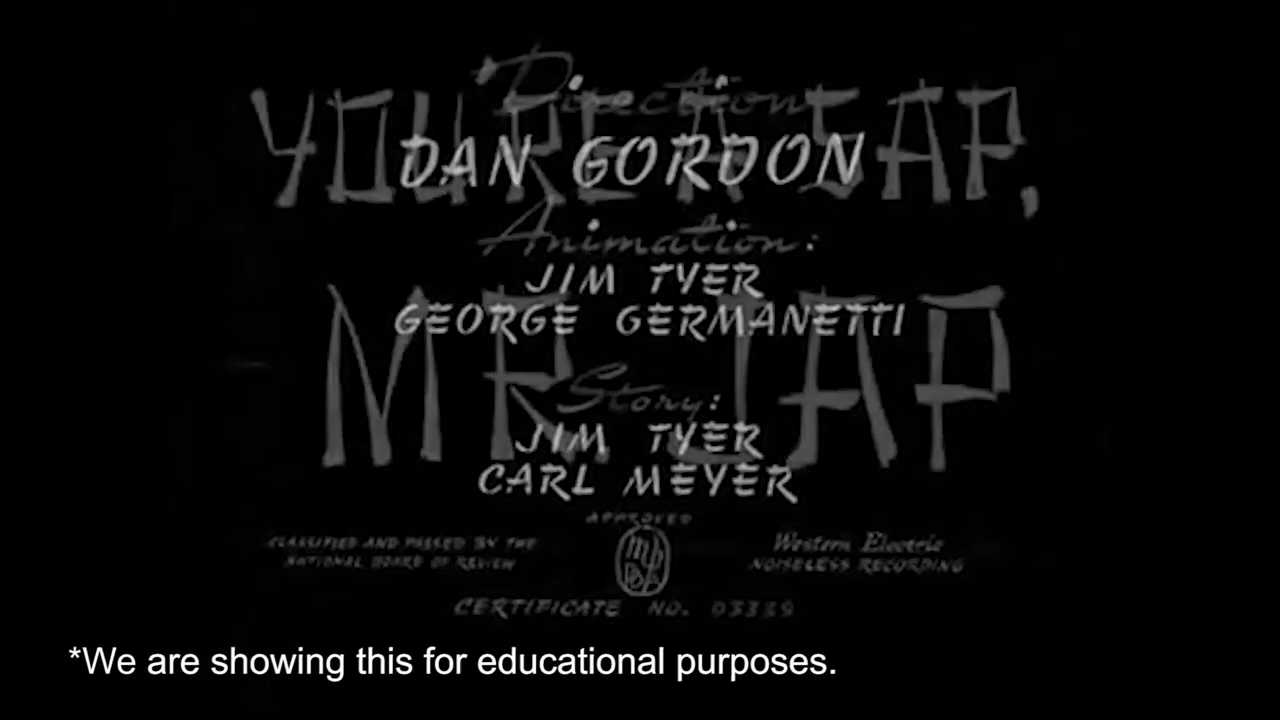 Direction
YOU'RE A SAP,
DAN GORDON
Animation:
JIM TYER
GEORGE GERMANETTI
MR. JAP
Story:
JIM TYER
CARL MEYER
APPROVED
CLASSIFIED AND PASSED BY THE
NATIONAL BOARD OF REVIEW
Western Electric
NOISELESS RECORDING
CERTIFICATE NO. 03339
*We are showing this for educational purposes.